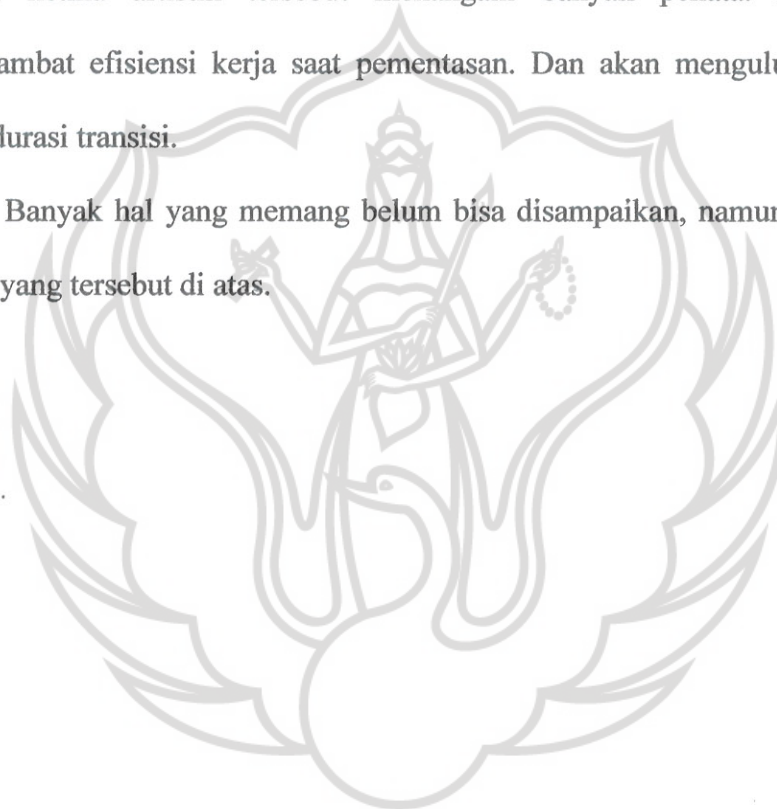 ambat efisiensi kerja saat pementasan. Dan akan mengulu
durasi transisi.
Banyak hal yang memang belum bisa disampaikan, namun
yang tersebut di atas.